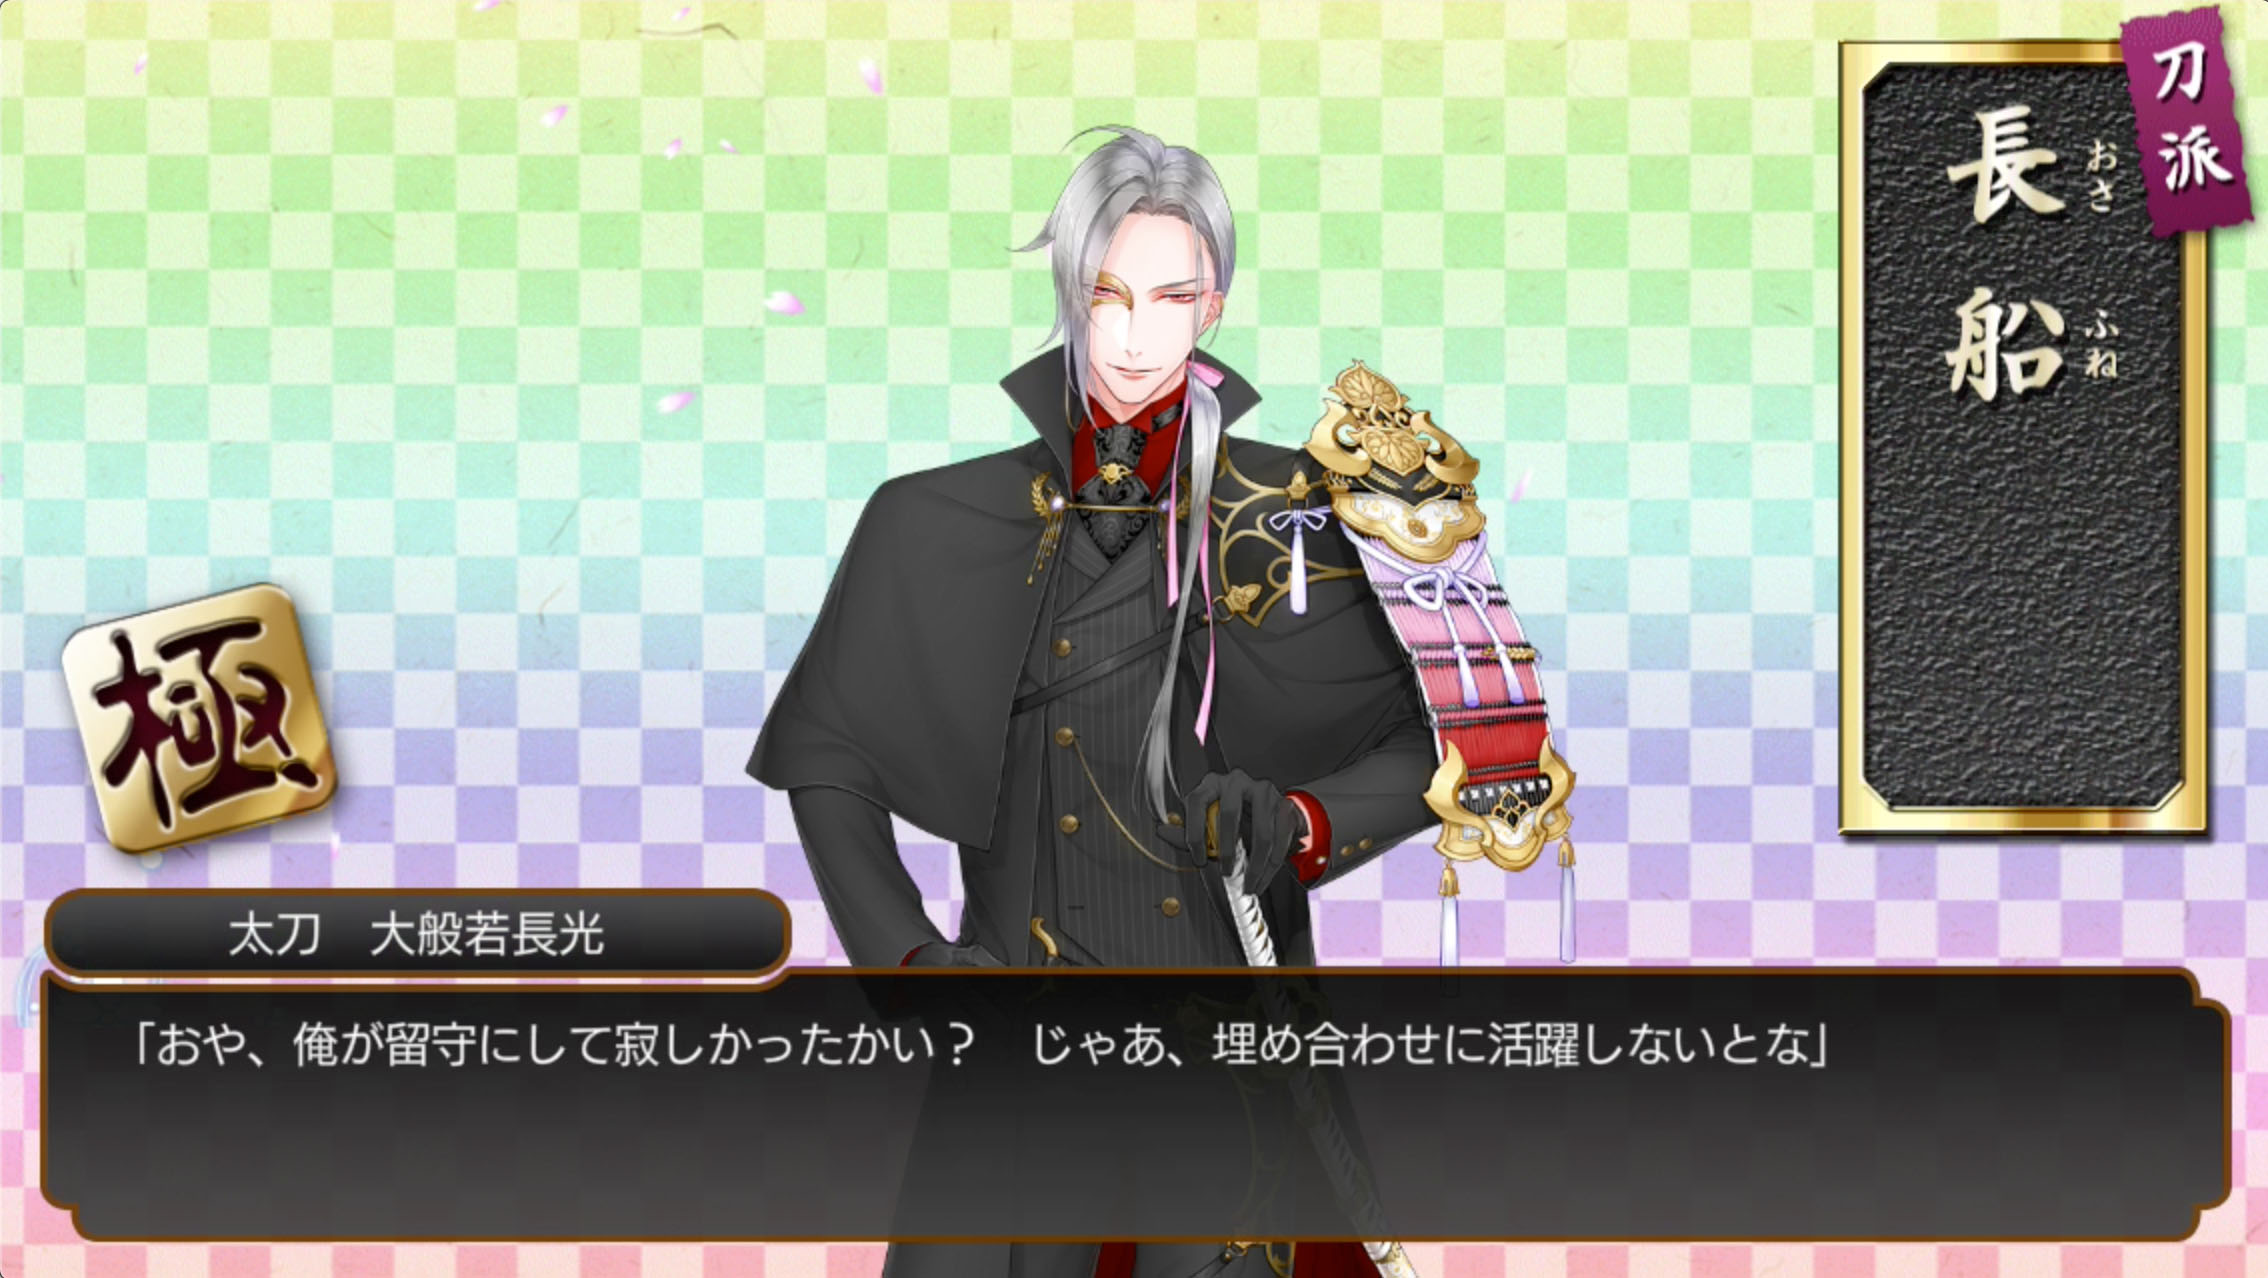 刀派
長船
おさふね
極
太刀　大般若長光
「おや、俺が留守にして寂しかったかい？　じゃあ、埋め合わせに活躍しないとな」